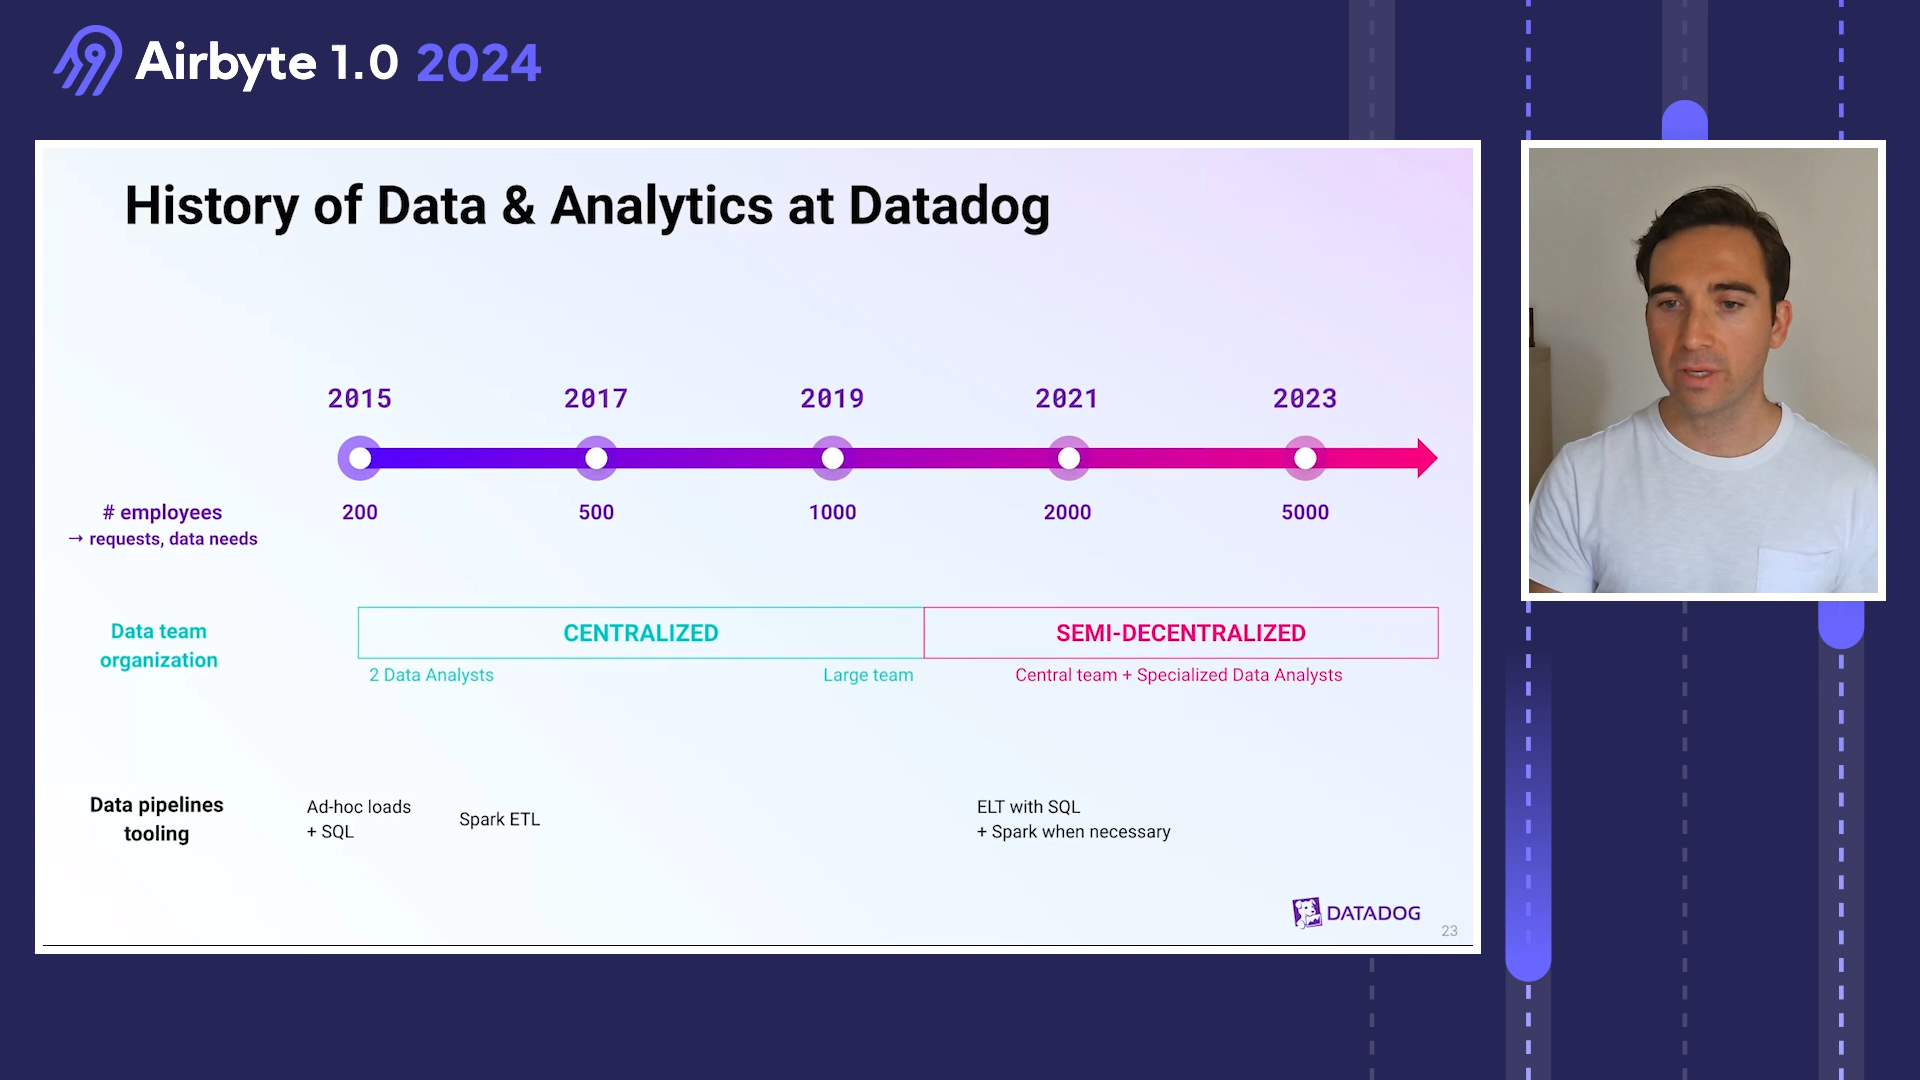 Airbyte 1.0 2024
History of Data & Analytics at Datadog
2015 2017 2019 2021 2023
# employees 200 500 1000 2000 5000
→ requests, data needs
Data team
organization
CENTRALIZED SEMI-DECENTRALIZED
2 Data Analysts Large team Central team + Specialized Data Analysts
Data pipelines
tooling
Ad-hoc loads
+ SQL
Spark ETL
ELT with SQL
+ Spark when necessary
DATADOG
23